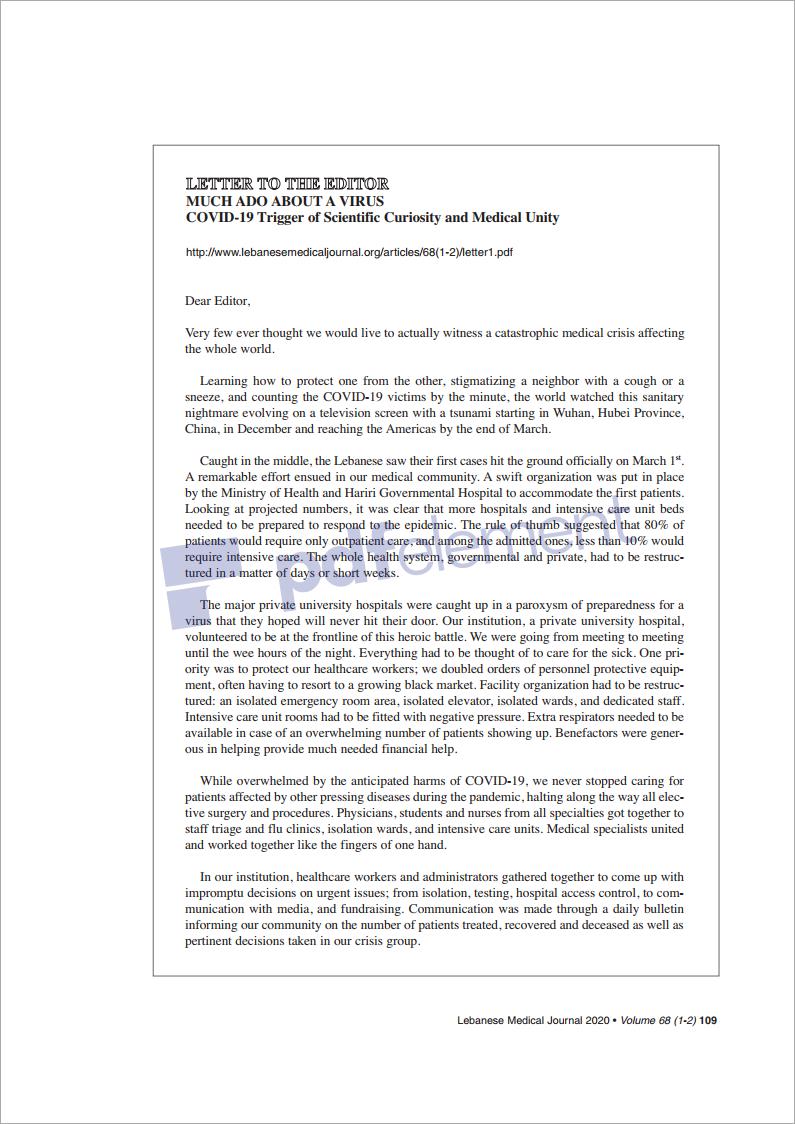 LETTER TO THE EDITOR
MUCH ADO ABOUT A VIRUS
COVID-19 Trigger of Scientific Curiosity and Medical Unity
http://www.lebanesemedicaljournal.org/articles/68(1-2)/letter1.pdf
Dear Editor,
Very few ever thought we would live to actually witness a catastrophic medical crisis affecting
the whole world.
Learning how to protect one from the other, stigmatizing a neighbor with a cough or a
sneeze, and counting the COVID-19 victims by the minute, the world watched this sanitary
nightmare evolving on a television screen with a tsunami starting in Wuhan, Hubei Province,
China, in December and reaching the Americas by the end of March.
Caught in the middle, the Lebanese saw their first cases hit the ground officially on March 1st.
A remarkable effort ensued in our medical community. A swift organization was put in place
by the Ministry of Health and Hariri Governmental Hospital to accommodate the first patients.
Looking at projected numbers, it was clear that more hospitals and intensive care unit beds
needed to be prepared to respond to the epidemic. The rule of thumb suggested that 80% of
patients would require only outpatient care, and among the admitted ones, less than 10% would
require intensive care. The whole health system, governmental and private, had to be restruc-
tured in a matter of days or short weeks.
pdfelement
The major private university hospitals were caught up in a paroxysm of preparedness for a
virus that they hoped will never hit their door. Our institution, a private university hospital,
volunteered to be at the frontline of this heroic battle. We were going from meeting to meeting
until the wee hours of the night. Everything had to be thought of to care for the sick. One pri-
ority was to protect our healthcare workers; we doubled orders of personnel protective equip-
ment, often having to resort to a growing black market. Facility organization had to be restruc-
tured: an isolated emergency room area, isolated elevator, isolated wards, and dedicated staff.
Intensive care unit rooms had to be fitted with negative pressure. Extra respirators needed to be
available in case of an overwhelming number of patients showing up. Benefactors were gener-
ous in helping provide much needed financial help.
While overwhelmed by the anticipated harms of COVID-19, we never stopped caring for
patients affected by other pressing diseases during the pandemic, halting along the way all elec-
tive surgery and procedures. Physicians, students and nurses from all specialties got together to
staff triage and flu clinics, isolation wards, and intensive care units. Medical specialists united
and worked together like the fingers of one hand.
In our institution, healthcare workers and administrators gathered together to come up with
impromptu decisions on urgent issues; from isolation, testing, hospital access control, to com-
munication with media, and fundraising. Communication was made through a daily bulletin
informing our community on the number of patients treated, recovered and deceased as well as
pertinent decisions taken in our crisis group.
Lebanese Medical Journal 2020 • Volume 68 (1-2) 109